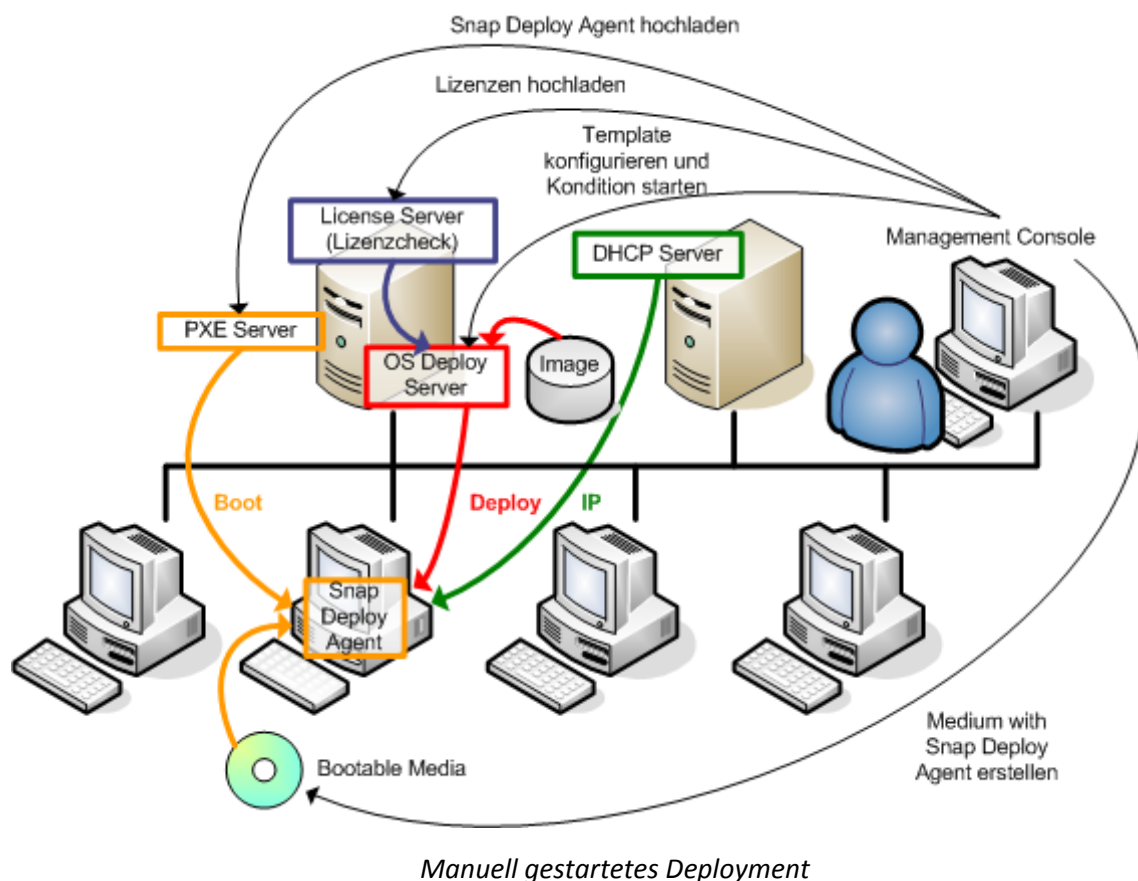 Snap Deploy Agent hochladen
Lizenzen hochladen
Template
konfigurieren und
Kondition starten
License Server
(Lizenzcheck)
DHCP Server
Management Console
PXE Server
OS Deploy
Server
Image
Boot
Deploy
IP
Snap
Deploy
Agent
Medium with
Snap Deploy
Agent erstellen
Bootable Media
Manuell gestartetes Deployment